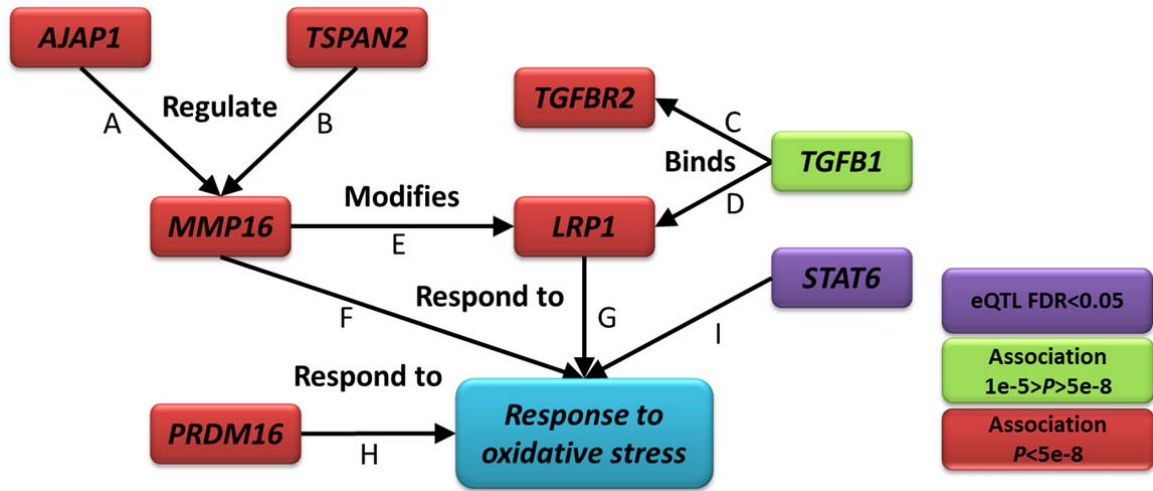 AJAP1
TSPAN2
Regulate
A
B
TGFBR2
C
Binds
TGFB1
D
MMP16
Modifies
E
LRP1
STAT6
F
Respond to
G
I
eQTL FDR<0.05
Association
1e-5>P>5e-8
Association
P<5e-8
Respond to
PRDM16
H
Response to
oxidative stress